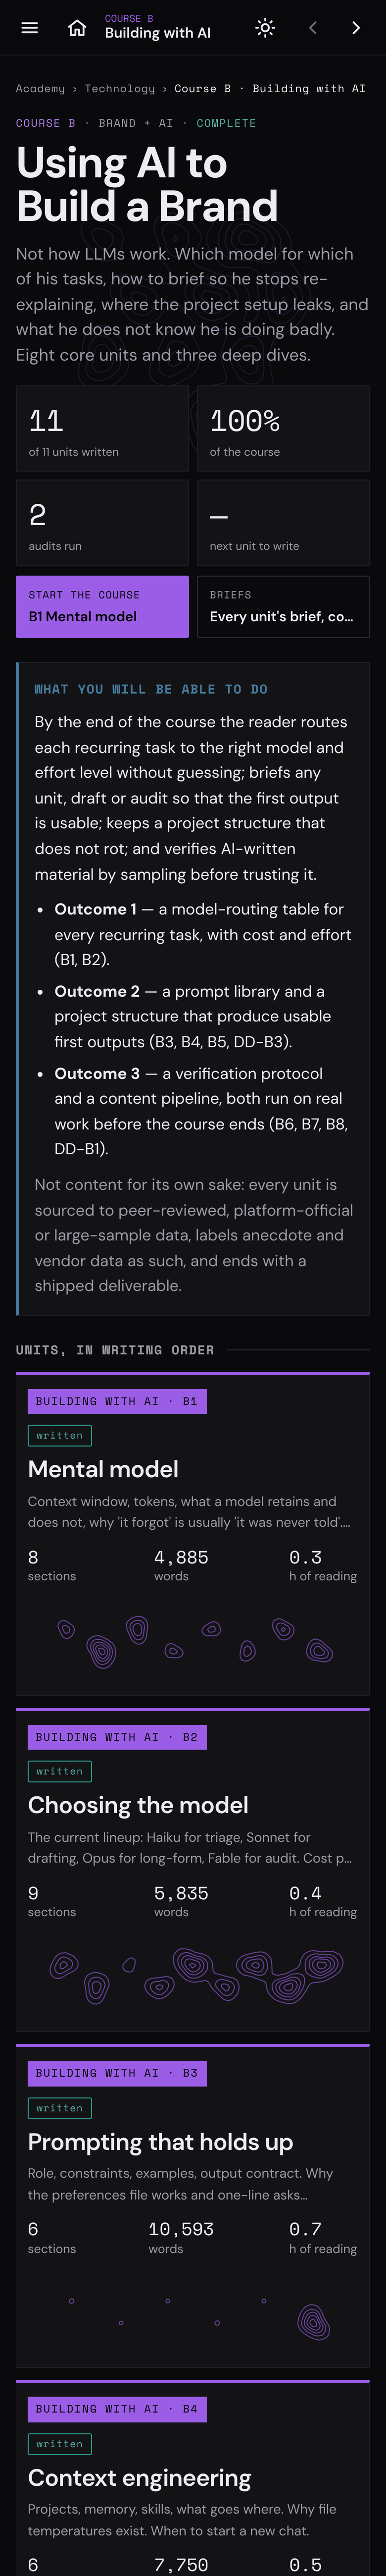 COURSE B
Building with AI
Academy › Technology › Course B · Building with AI
COURSE B · BRAND + AI · COMPLETE
Using AI to
Build a Brand
Not how LLMs work. Which model for which
of his tasks, how to brief so he stops re-
explaining, where the project setup leaks, and
what he does not know he is doing badly.
Eight core units and three deep dives.
11
of 11 units written
100%
of the course
2
audits run
—
next unit to write
START THE COURSE
B1 Mental model
BRIEFS
Every unit's brief, co…
WHAT YOU WILL BE ABLE TO DO
By the end of the course the reader routes
each recurring task to the right model and
effort level without guessing; briefs any
unit, draft or audit so that the first output
is usable; keeps a project structure that
does not rot; and verifies AI-written
material by sampling before trusting it.
• Outcome 1 — a model-routing table for
every recurring task, with cost and effort
(B1, B2).
• Outcome 2 — a prompt library and a
project structure that produce usable
first outputs (B3, B4, B5, DD-B3).
• Outcome 3 — a verification protocol
and a content pipeline, both run on real
work before the course ends (B6, B7, B8,
DD-B1).
Not content for its own sake: every unit is
sourced to peer-reviewed, platform-official
or large-sample data, labels anecdote and
vendor data as such, and ends with a
shipped deliverable.
UNITS, IN WRITING ORDER
BUILDING WITH AI · B1
written
Mental model
Context window, tokens, what a model retains and
does not, why 'it forgot' is usually 'it was never told'.…
8 4,885 0.3
sections words h of reading
BUILDING WITH AI · B2
written
Choosing the model
The current lineup: Haiku for triage, Sonnet for
drafting, Opus for long-form, Fable for audit. Cost p…
9 5,835 0.4
sections words h of reading
BUILDING WITH AI · B3
written
Prompting that holds up
Role, constraints, examples, output contract. Why
the preferences file works and one-line asks…
6 10,593 0.7
sections words h of reading
BUILDING WITH AI · B4
written
Context engineering
Projects, memory, skills, what goes where. Why file
temperatures exist. When to start a new chat.
6 7,750 0.5